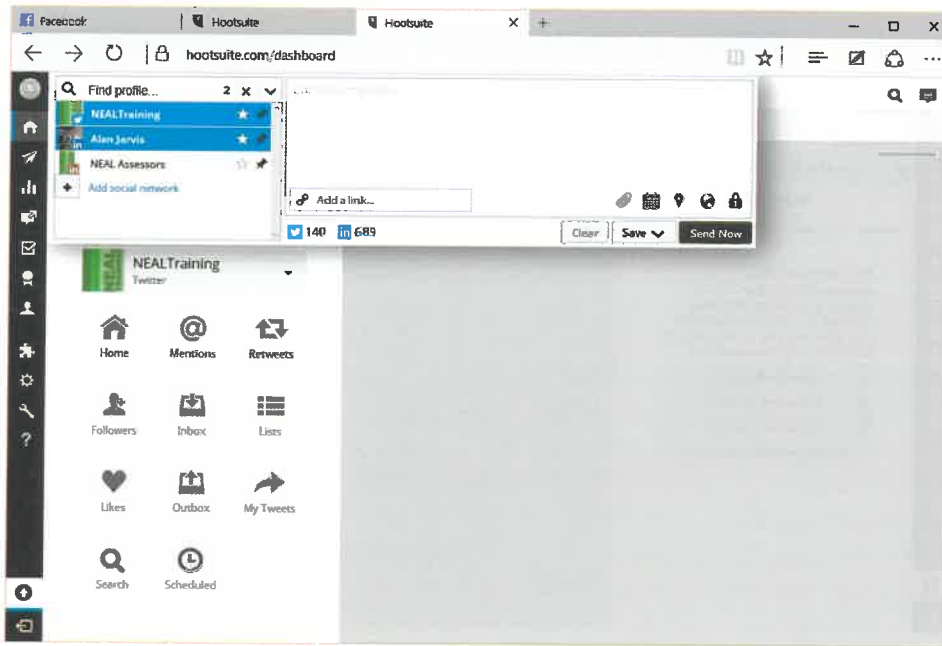 Facebook Hootsuite Hootsuite X +
hootsuite.com/dashboard
Find profile... 2 x
NEALTraining
Alan Jarvis
NEAL Assessors
+ Add social network
Add a link...
140 in 689
Clear Save Send Now
NEAL
NEALTraining
Twitter
Home Mentions Retweets
Followers Inbox Lists
Likes Outbox My Tweets
Search Scheduled
?